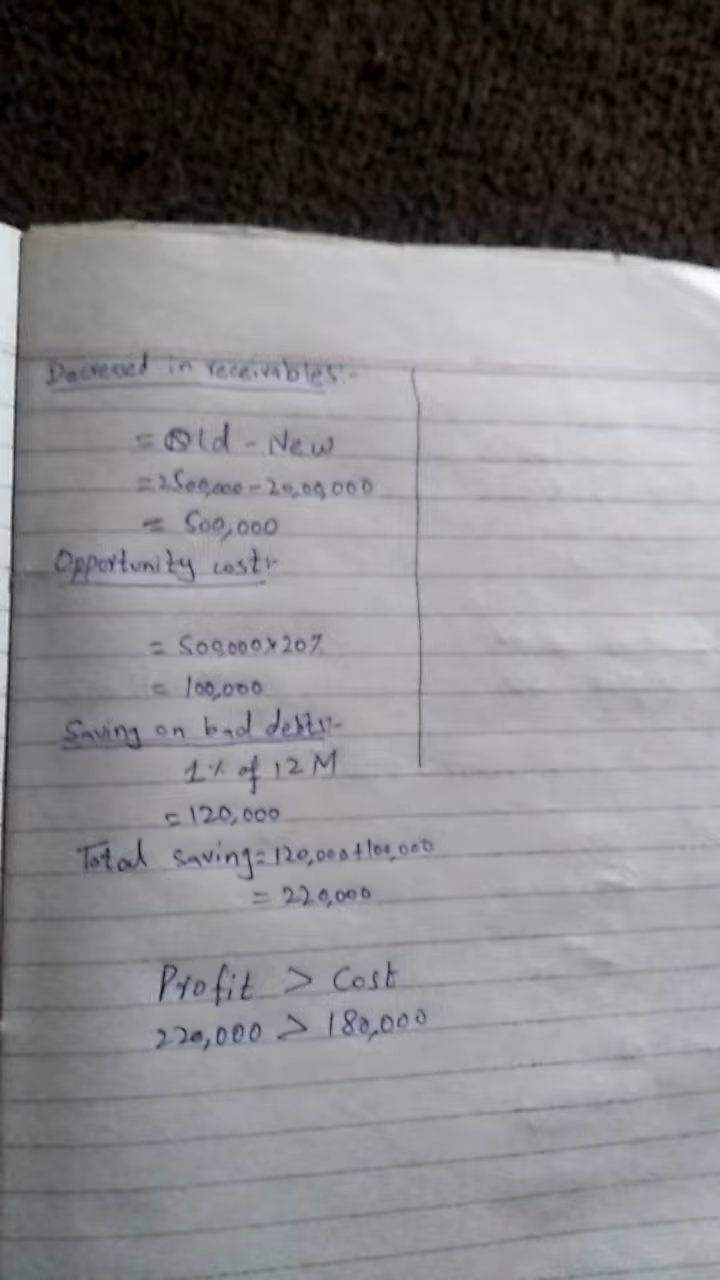 Decreased in receivables:-
= Old - New
= 2500,000 - 20,00,000
= 500,000
Opportunity cost:-
= 500,000 x 20%
= 100,000
Saving on bad debts:-
1% of 12 M
= 120,000
Total saving = 120,000 + 100,000
= 220,000
Profit > Cost
220,000 > 180,000